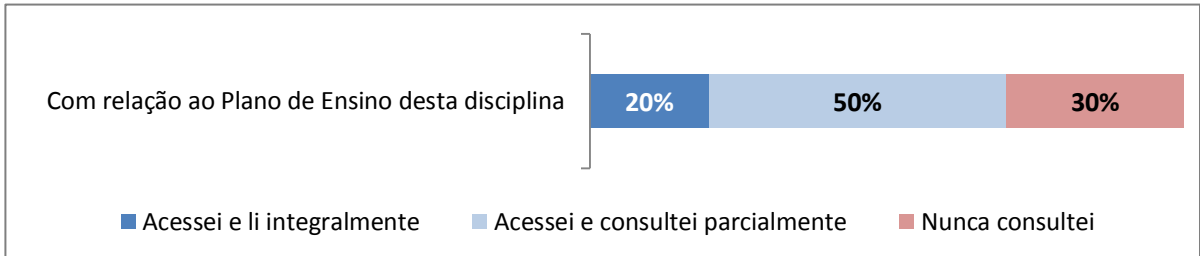 Com relação ao Plano de Ensino desta disciplina 20% 50% 30%
Acessei e li integralmente Acessei e consultei parcialmente Nunca consultei